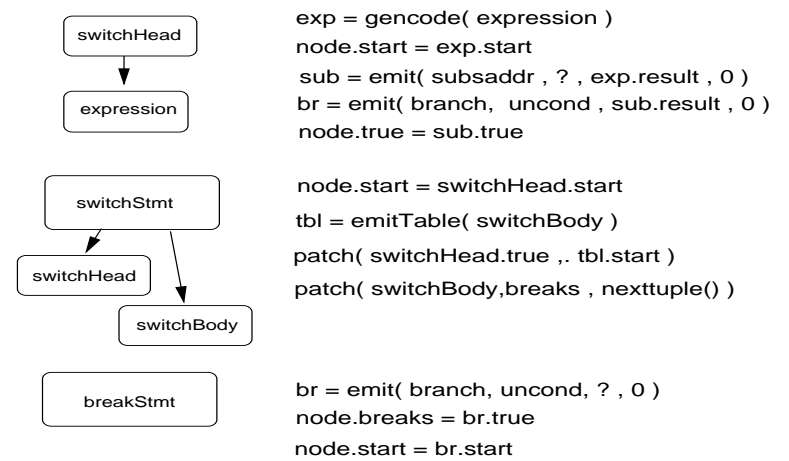 switchHead
expression
exp = gencode( expression )
node.start = exp.start
sub = emit( subsaddr , ? , exp.result , 0 )
br = emit( branch, uncond , sub.result , 0 )
node.true = sub.true
switchStmt
switchHead
switchBody
node.start = switchHead.start
tbl = emitTable( switchBody )
patch( switchHead.true ,. tbl.start )
patch( switchBody,breaks , nexttuple() )
breakStmt
br = emit( branch, uncond, ? , 0 )
node.breaks = br.true
node.start = br.start